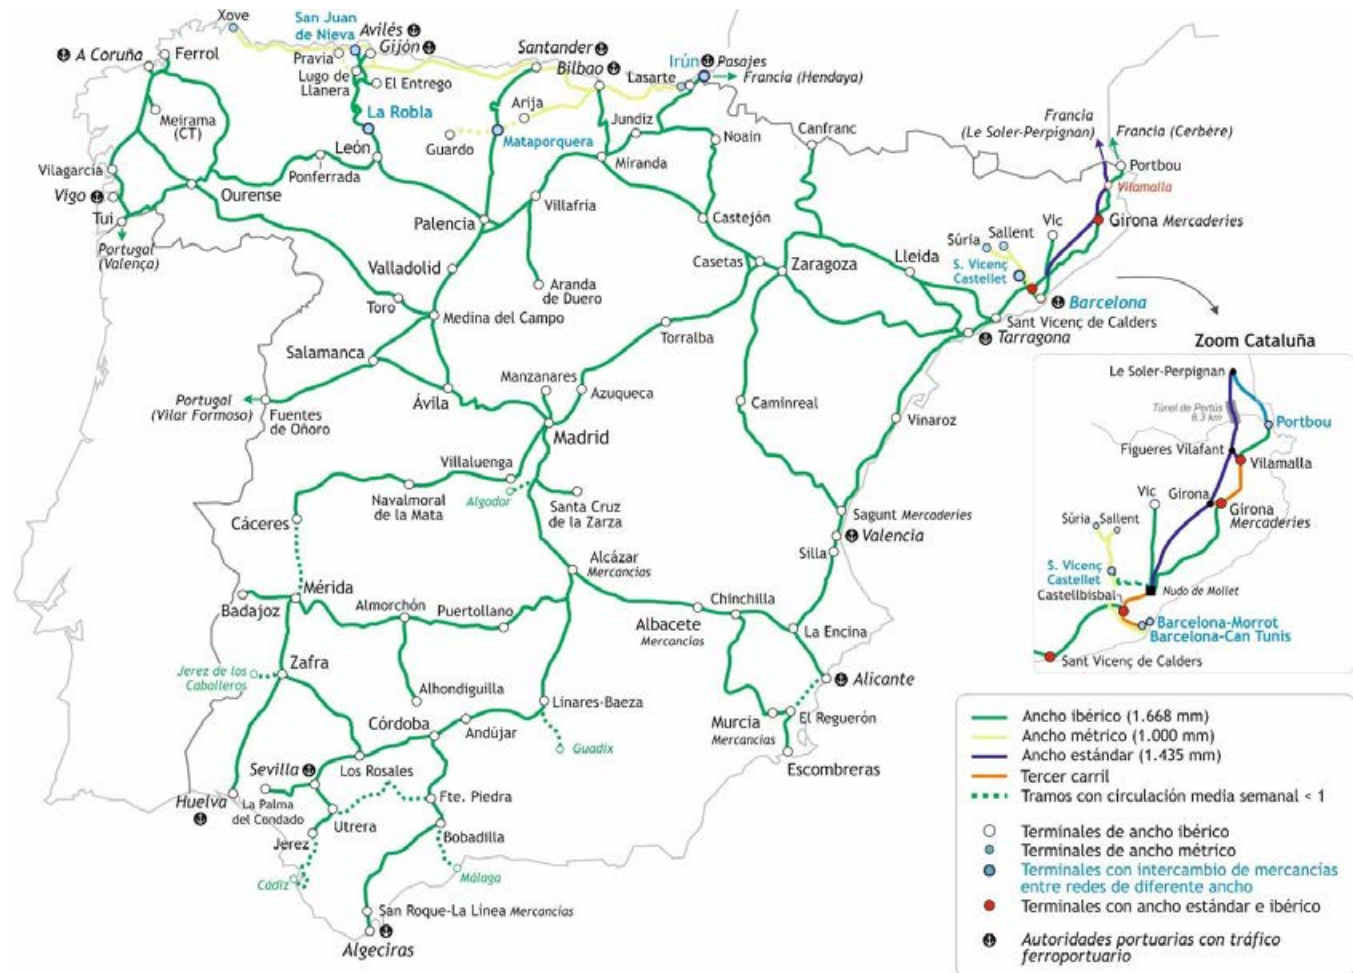 Xove
San Juan
de Nieva
Avilés
Gijón
A Coruña
Ferrol
Pravia
Lugo de
Llanera
El Entrego
Santander
Bilbao
Lasarte
Irún
Pasajes
Francia (Hendaya)
Meirama
(CT)
La Robla
Arija
Guardo
Mataporquera
Jundiz
Noain
Canfranc
Francia
(Le Soler-Perpignan)
Francia (Cerbère)
Portbou
Vilamalla
Vilagarcía
Vigo
Tui
Portugal
(Valença)
Ourense
Ponferrada
León
Miranda
Palencia
Villafría
Castejón
Girona Mercaderies
Vic
Súria
Sallent
S. Vicenç
Castellet
Barcelona
Valladolid
Aranda
de Duero
Casetas
Zaragoza
Lleida
Sant Vicenç de Calders
Tarragona
Toro
Medina del Campo
Torralba
Salamanca
Ávila
Manzanares
Azuqueca
Caminreal
Vinaroz
Portugal
(Vilar Formoso)
Fuentes
de Oñoro
Madrid
Villaluenga
Algodor
Santa Cruz
de la Zarza
Navalmoral
de la Mata
Cáceres
Sagunt Mercaderies
Valencia
Silla
Alcázar
Mercancías
Badajoz
Mérida
Almorchón
Puertollano
Albacete
Mercancías
Chinchilla
La Encina
Jerez de los
Caballeros
Zafra
Alhondiguilla
Linares-Baeza
Alicante
Murcia
Mercancías
El Reguerón
Escombreras
Córdoba
Andújar
Guadix
Sevilla
Los Rosales
Huelva
La Palma
del Condado
Utrera
Fte. Piedra
Bobadilla
Jerez
Cádiz
Málaga
San Roque-La Línea Mercancías
Algeciras
Zoom Cataluña
Le Soler-Perpignan
Túnel de Pertús
8.3 km
Portbou
Figueres Vilafant
Vilamalla
Vic
Girona
Girona
Mercaderies
Súria
Sallent
S. Vicenç
Castellet
Castellbisbal
Nudo de Mollet
Barcelona-Morrot
Barcelona-Can Tunis
Sant Vicenç de Calders
Ancho ibérico (1.668 mm)
Ancho métrico (1.000 mm)
Ancho estándar (1.435 mm)
Tercer carril
Tramos con circulación media semanal < 1
Terminales de ancho ibérico
Terminales de ancho métrico
Terminales con intercambio de mercancías
entre redes de diferente ancho
Terminales con ancho estándar e ibérico
Autoridades portuarias con tráfico
ferroportuario